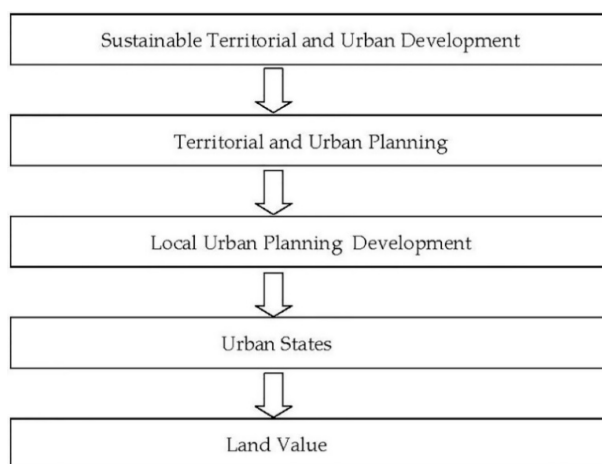 Sustainable Territorial and Urban Development
Territorial and Urban Planning
Local Urban Planning Development
Urban States
Land Value